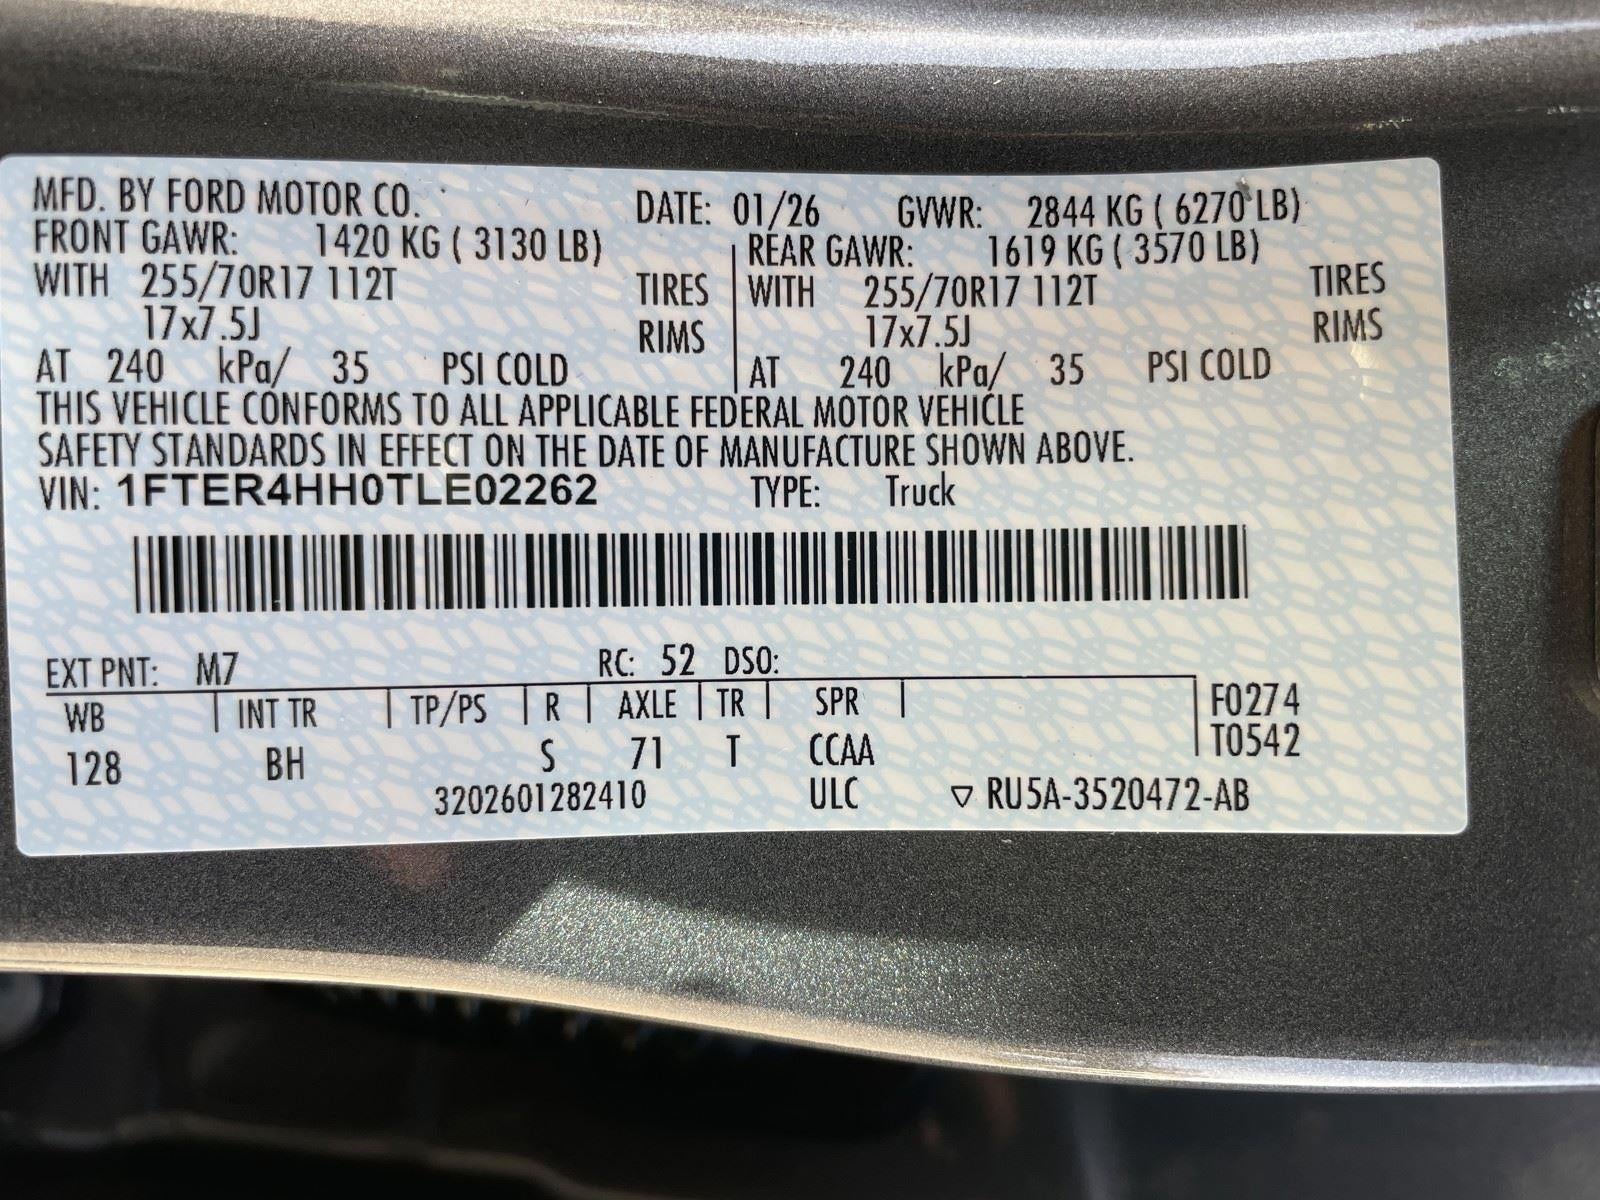 MFD. BY FORD MOTOR CO. DATE: 01/26 GVWR: 2844 KG ( 6270 LB)
FRONT GAWR: 1420 KG ( 3130 LB) REAR GAWR: 1619 KG ( 3570 LB)
WITH 255/70R17 112T TIRES WITH 255/70R17 112T TIRES
17x7.5J RIMS 17x7.5J RIMS
AT 240 kPa/ 35 PSI COLD AT 240 kPa/ 35 PSI COLD
THIS VEHICLE CONFORMS TO ALL APPLICABLE FEDERAL MOTOR VEHICLE
SAFETY STANDARDS IN EFFECT ON THE DATE OF MANUFACTURE SHOWN ABOVE.
VIN: 1FTER4HH0TLE02262 TYPE: Truck
EXT PNT: M7 RC: 52 DSO:
WB INT TR TP/PS R AXLE TR SPR F0274
128 BH S 71 T CCAA T0542
3202601282410 ULC ▽ RU5A-3520472-AB